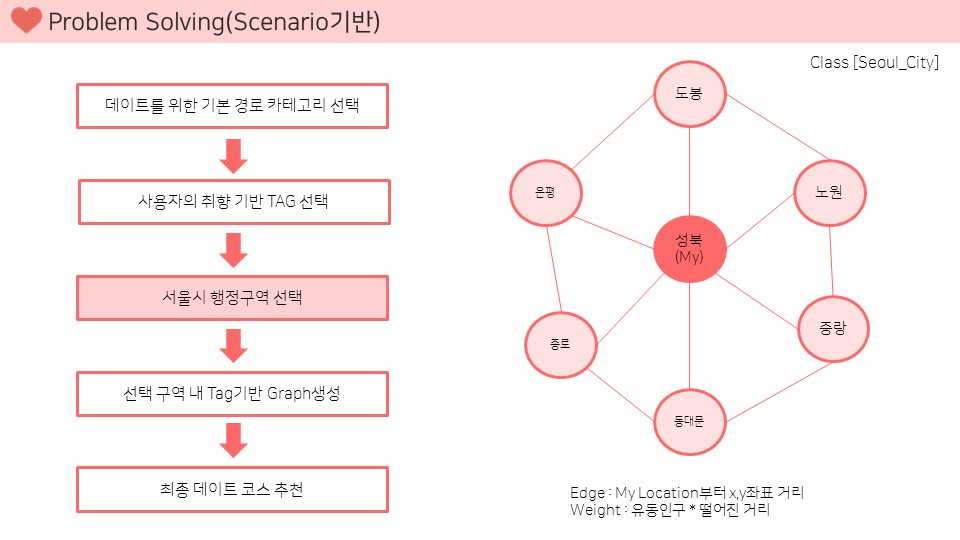 Problem Solving(Scenario기반)
Class [Seoul_City]
데이트를 위한 기본 경로 카테고리 선택
사용자의 취향 기반 TAG 선택
서울시 행정구역 선택
선택 구역 내 Tag기반 Graph생성
최종 데이트 코스 추천
도봉
은평
노원
성북
(My)
종로
중랑
동대문
Edge : My Location부터 x,y좌표 거리
Weight : 유동인구 * 떨어진 거리